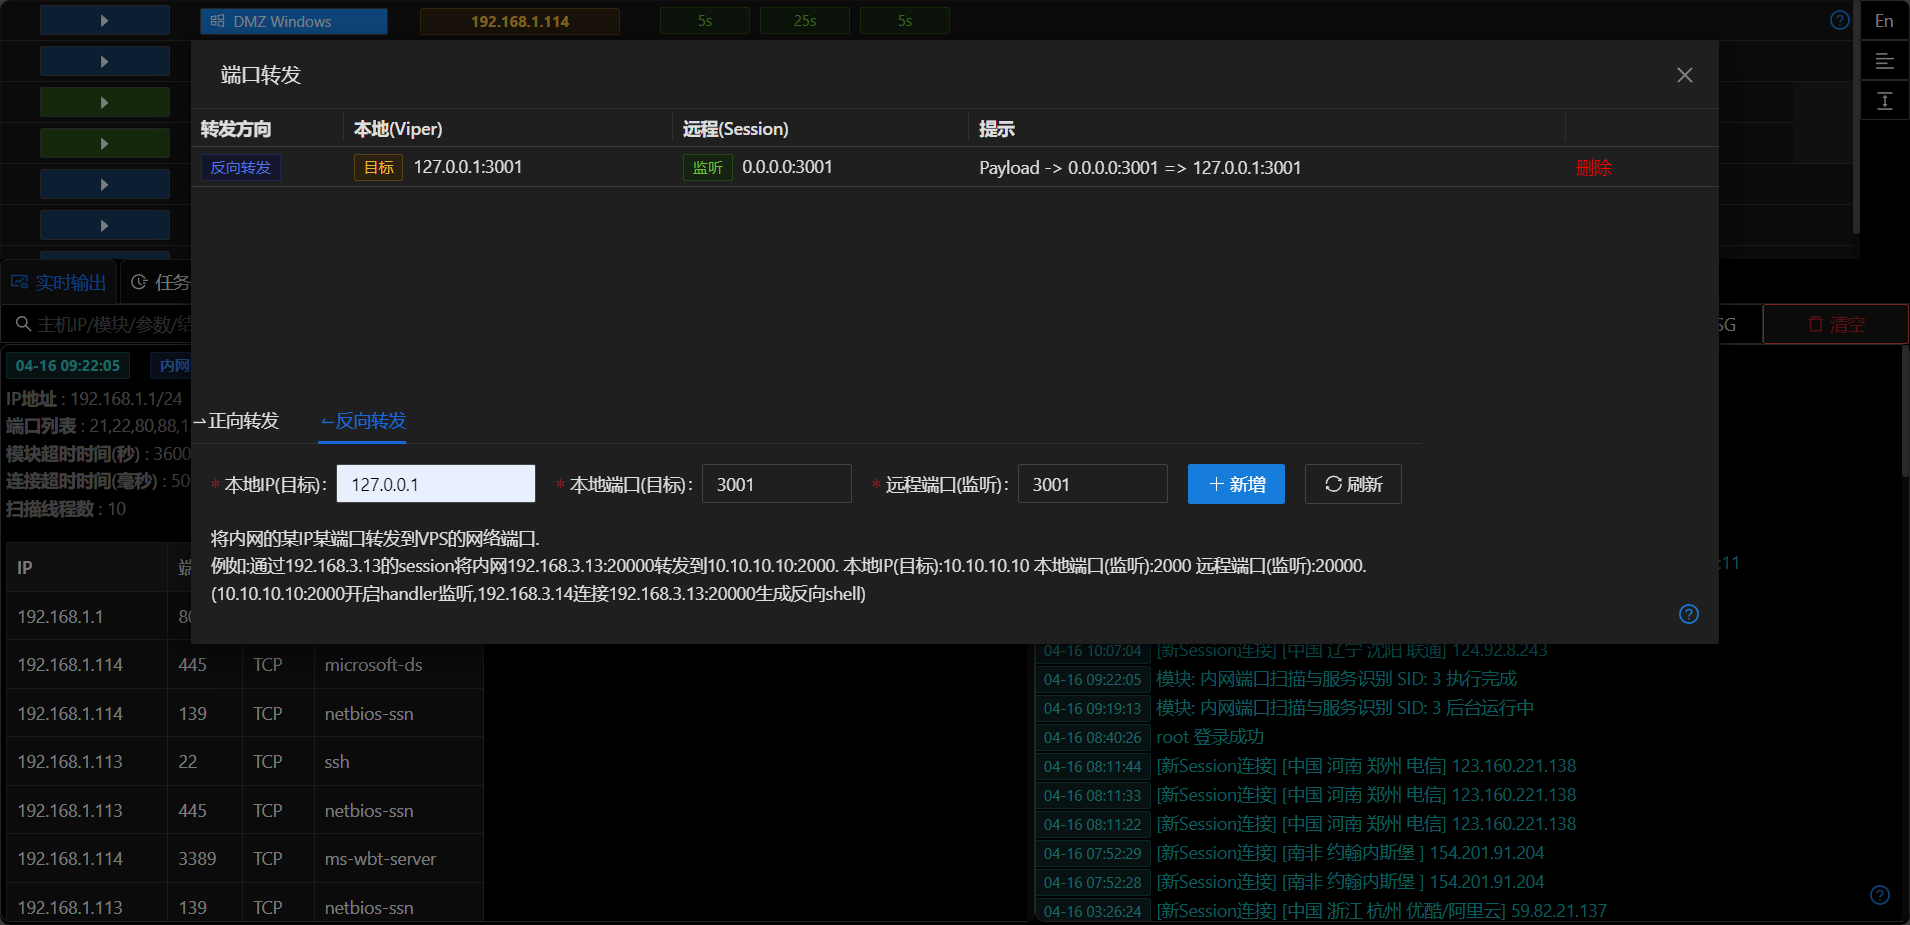 DMZ Windows
192.168.1.114
5s
25s
5s
En
端口转发
转发方向 本地(Viper) 远程(Session) 提示
反向转发 目标 127.0.0.1:3001 监听 0.0.0.0:3001 Payload -> 0.0.0.0:3001 => 127.0.0.1:3001 删除
实时输出 任务
主机IP/模块/参数/结
SG
清空
04-16 09:22:05 内网
IP地址 : 192.168.1.1/24
端口列表 : 21,22,80,88,1
模块超时时间(秒) : 3600
连接超时时间(毫秒) : 50
扫描线程数 : 10
正向转发 反向转发
* 本地IP(目标): 127.0.0.1 * 本地端口(目标): 3001 * 远程端口(监听): 3001 新增 刷新
将内网的某IP某端口转发到VPS的网络端口.
例如:通过192.168.3.13的session将内网192.168.3.13:20000转发到10.10.10.10:2000. 本地IP(目标):10.10.10.10 本地端口(监听):2000 远程端口(监听):20000.
(10.10.10.10:2000开启handler监听,192.168.3.14连接192.168.3.13:20000生成反向shell)
:11
IP 端
192.168.1.1 80
192.168.1.114 445 TCP microsoft-ds
192.168.1.114 139 TCP netbios-ssn
192.168.1.113 22 TCP ssh
192.168.1.113 445 TCP netbios-ssn
192.168.1.114 3389 TCP ms-wbt-server
192.168.1.113 139 TCP netbios-ssn
04-16 10:07:04 [新Session连接] [中国 辽宁 沈阳 联通] 124.92.8.243
04-16 09:22:05 模块: 内网端口扫描与服务识别 SID: 3 执行完成
04-16 09:19:13 模块: 内网端口扫描与服务识别 SID: 3 后台运行中
04-16 08:40:26 root 登录成功
04-16 08:11:44 [新Session连接] [中国 河南 郑州 电信] 123.160.221.138
04-16 08:11:33 [新Session连接] [中国 河南 郑州 电信] 123.160.221.138
04-16 08:11:22 [新Session连接] [中国 河南 郑州 电信] 123.160.221.138
04-16 07:52:29 [新Session连接] [南非 约翰内斯堡 ] 154.201.91.204
04-16 07:52:28 [新Session连接] [南非 约翰内斯堡 ] 154.201.91.204
04-16 03:26:24 [新Session连接] [中国 浙江 杭州 优酷/阿里云] 59.82.21.137